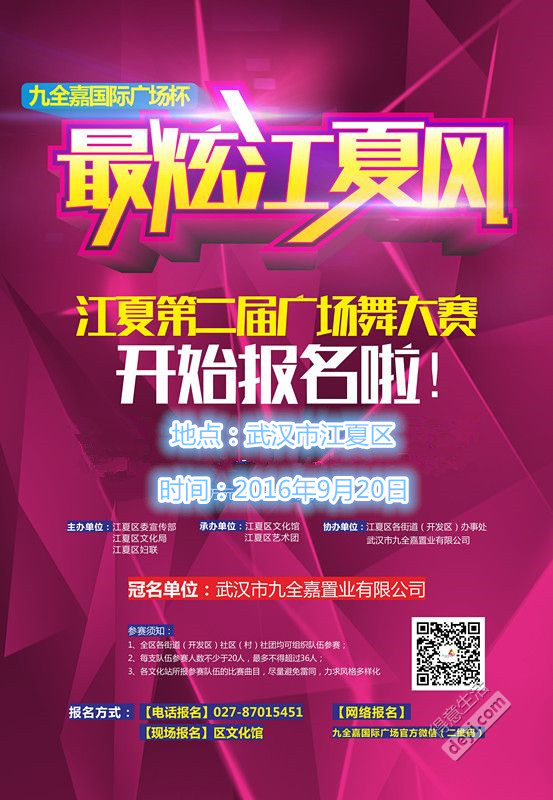 九全嘉国际广场杯
最炫江夏风
江夏第二届广场舞大赛
开始报名啦!
地点：武汉市江夏区
时间：2016年9月20日
主办单位：江夏区委宣传部 承办单位：江夏区文化馆 协办单位：江夏区各街道（开发区）办事处
江夏区文化局 江夏区艺术团 武汉市九全嘉置业有限公司
江夏区妇联
冠名单位：武汉市九全嘉置业有限公司
参赛须知：
1、全区各街道（开发区）社区（村）社团均可组织队伍参赛；
2、每支队伍参赛人数不少于20人，最多不得超过36人；
3、各文化站所报参赛队伍的比赛曲目，尽量避免雷同，力求风格多样化
报名方式：【电话报名】027-87015451 【网络报名】
【现场报名】区文化馆 九全嘉国际广场官方微信（二维码）
得意生活
deyi.com